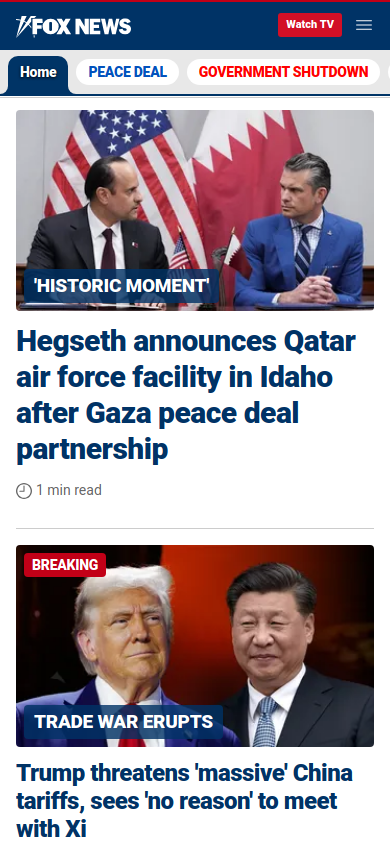 FOX NEWS
Watch TV
Home
PEACE DEAL
GOVERNMENT SHUTDOWN
'HISTORIC MOMENT'
Hegseth announces Qatar
air force facility in Idaho
after Gaza peace deal
partnership
1 min read
BREAKING
TRADE WAR ERUPTS
Trump threatens 'massive' China
tariffs, sees 'no reason' to meet
with Xi